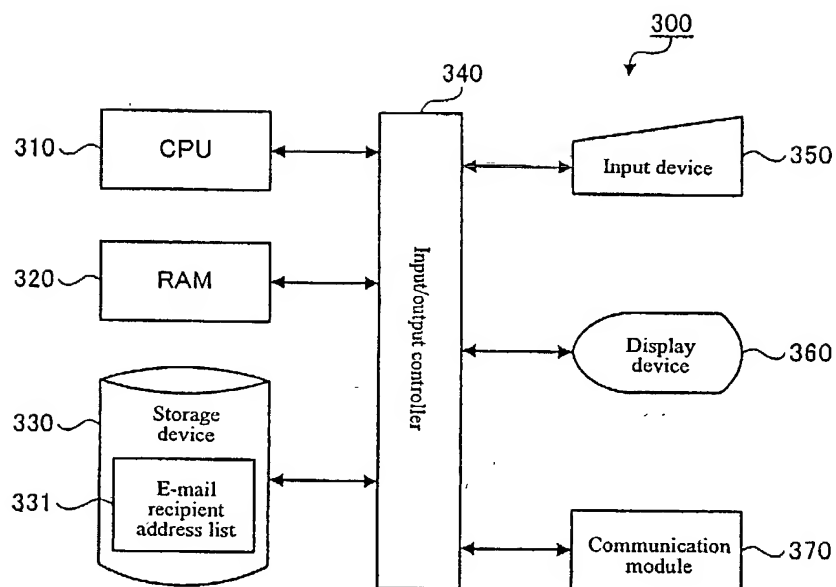 300
340
310
CPU
Input device
350
320
RAM
Input/output controller
330
Storage
device
Display
device
360
331
E-mail
recipient
address list
Communication
module
370